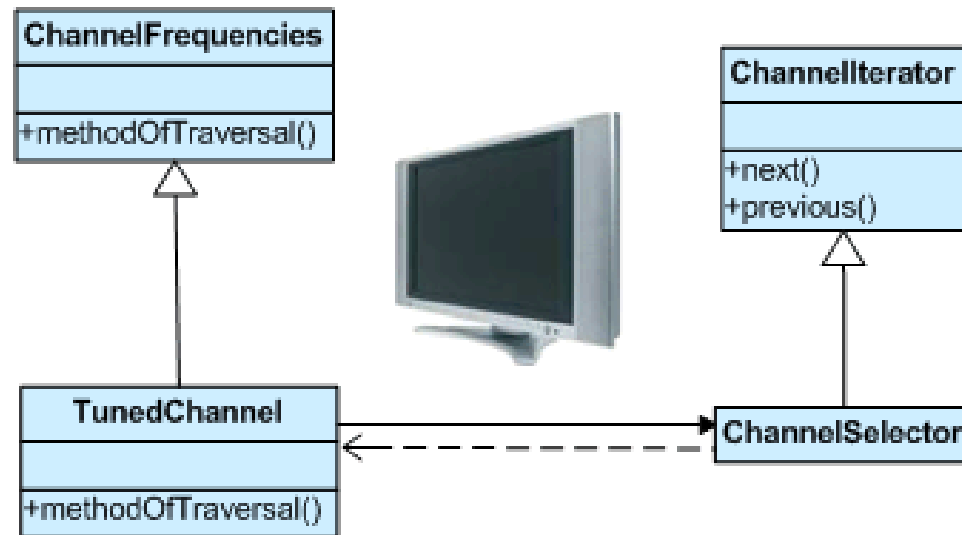 ChannelFrequencies
+methodOfTraversal()
ChannelIterator
+next()
+previous()
TunedChannel
+methodOfTraversal()
ChannelSelector